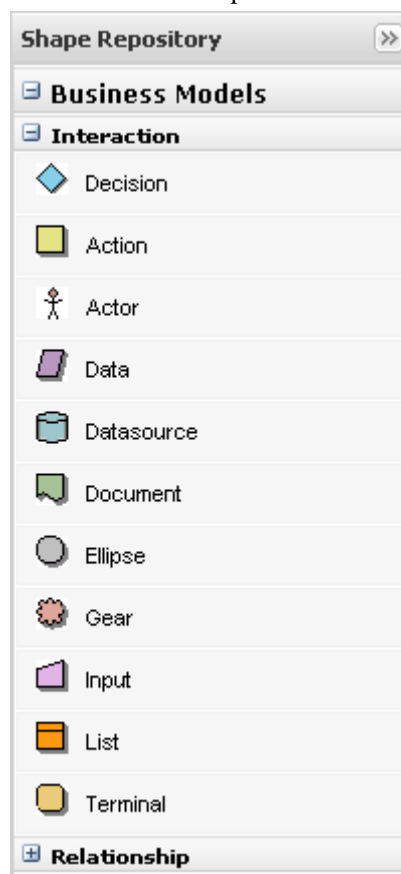 Shape Repository
Business Models
Interaction
Decision
Action
Actor
Data
Datasource
Document
Ellipse
Gear
Input
List
Terminal
Relationship